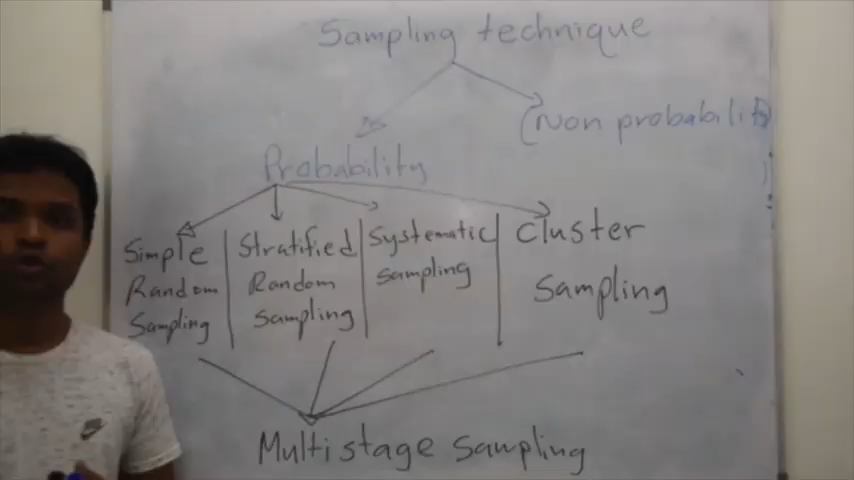 Sampling technique
(Non probability
)
Probability
Simple
Random
Sampling
Stratified
Random
Sampling
Systematic
Sampling
Cluster
Sampling
Multistage Sampling